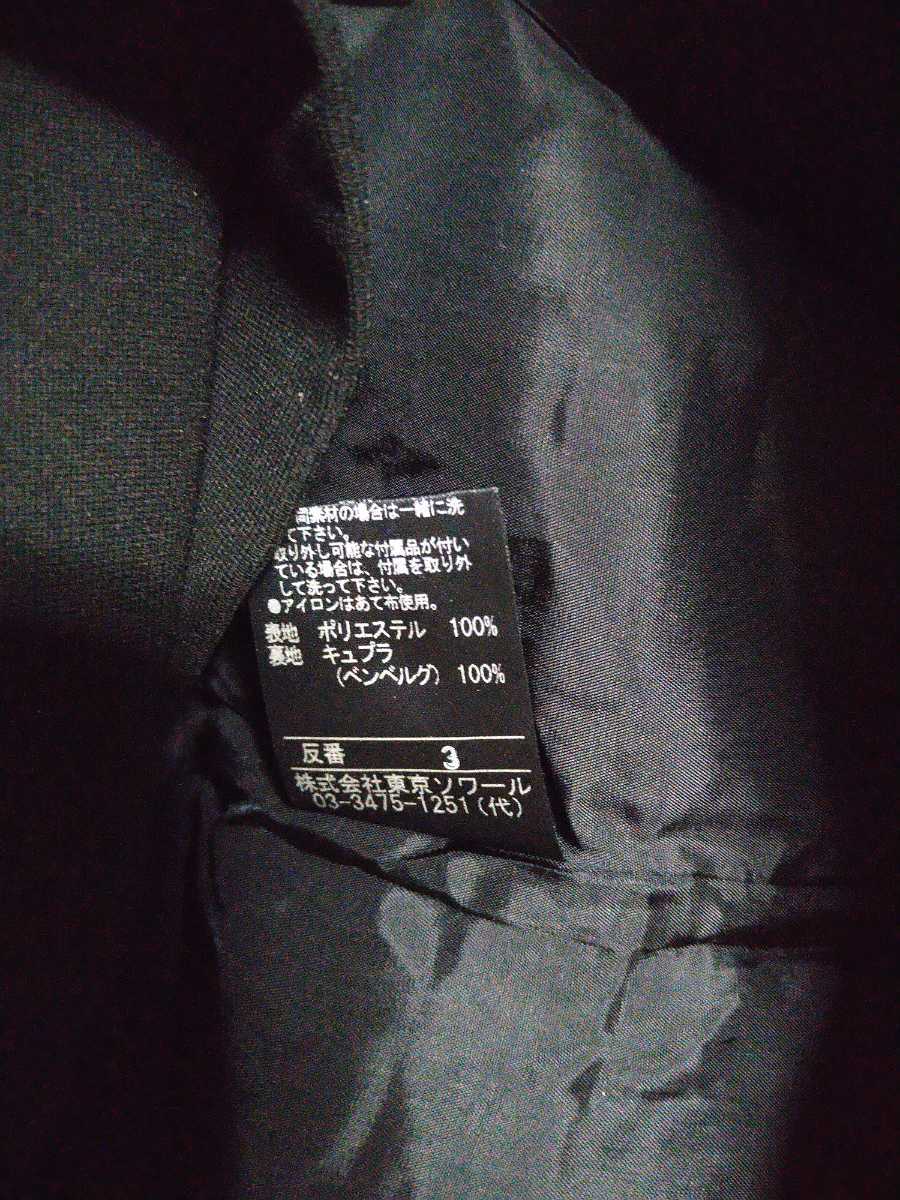 同素材の場合は一緒に洗
て下さい。
取り外し可能な付属品が付い
ている場合は、付属を取り外
して洗って下さい。
●アイロンはあて布使用。
表地 ポリエステル 100%
裏地 キュプラ
(ベンベルグ) 100%
反番 3
株式会社東京ソワール
03-3475-1251(代)